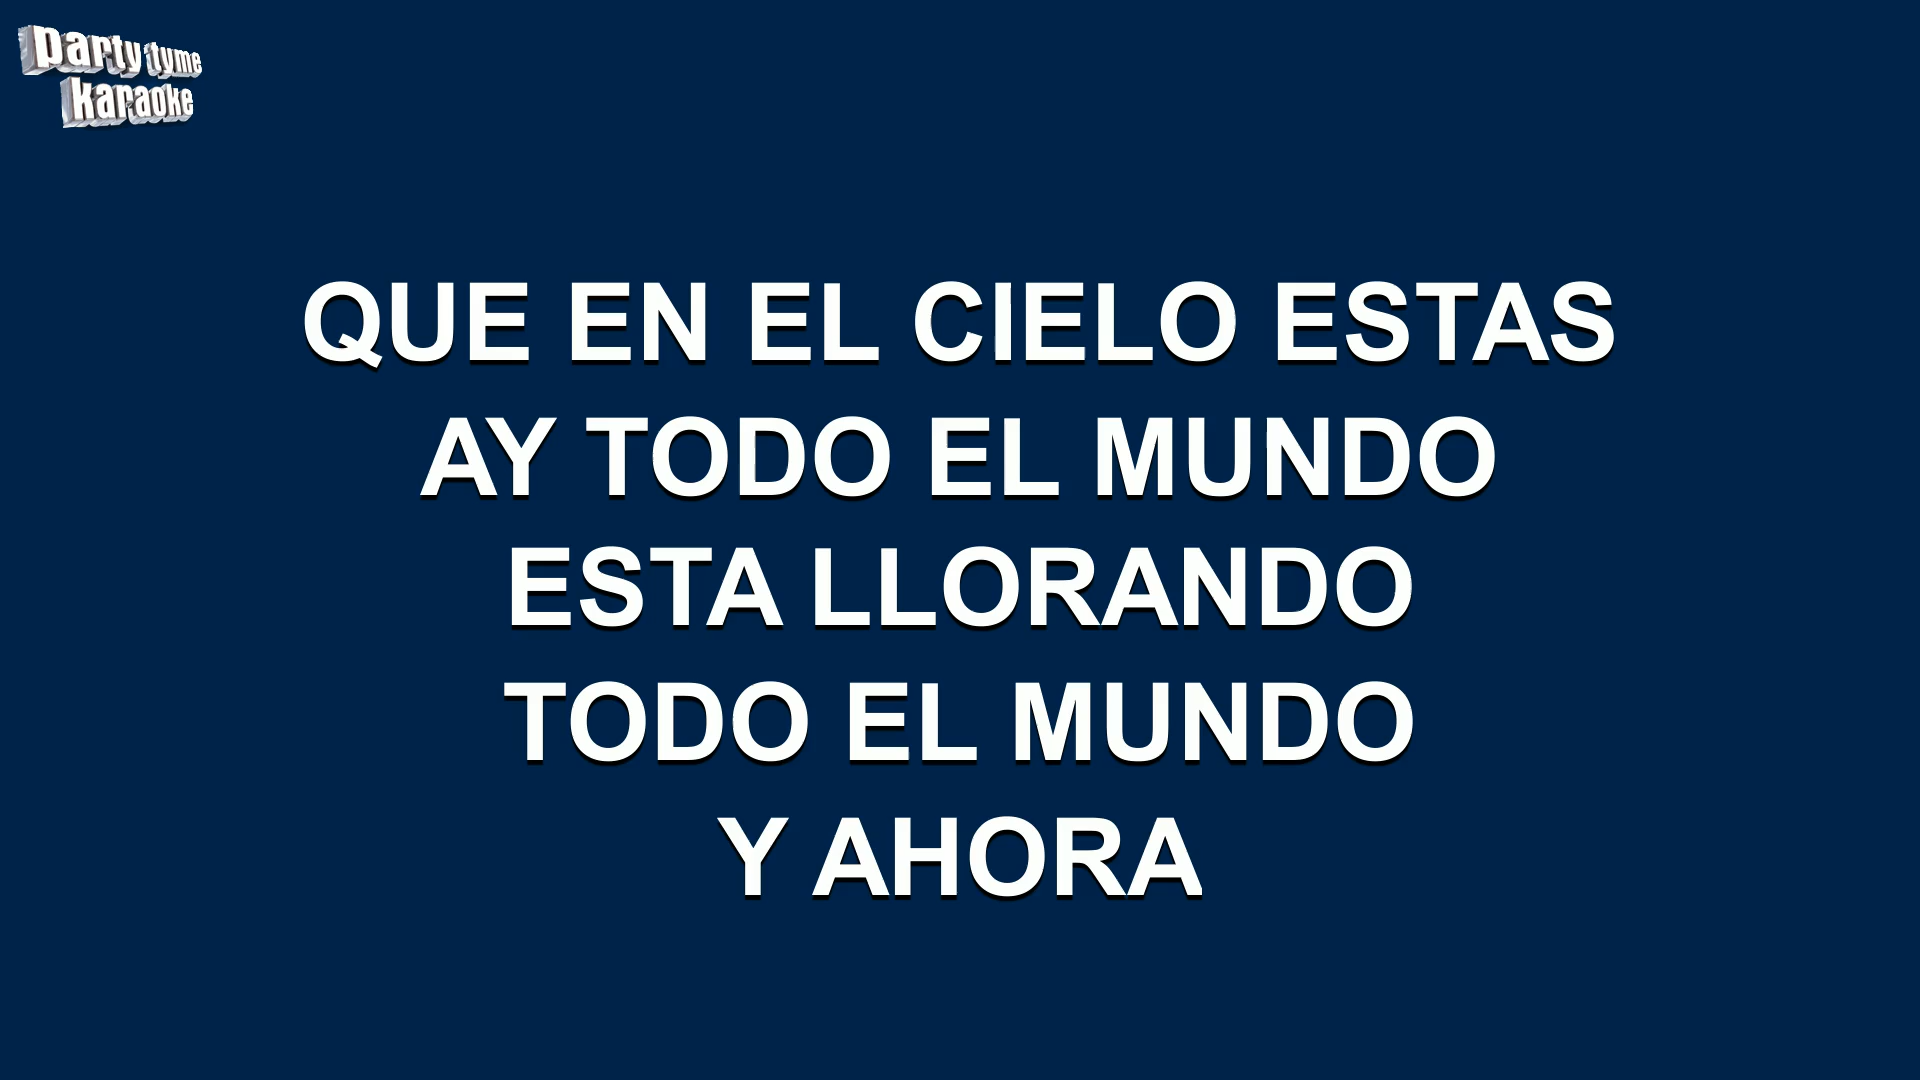 party tyme
karaoke
QUE EN EL CIELO ESTAS
AY TODO EL MUNDO
ESTA LLORANDO
TODO EL MUNDO
Y AHORA